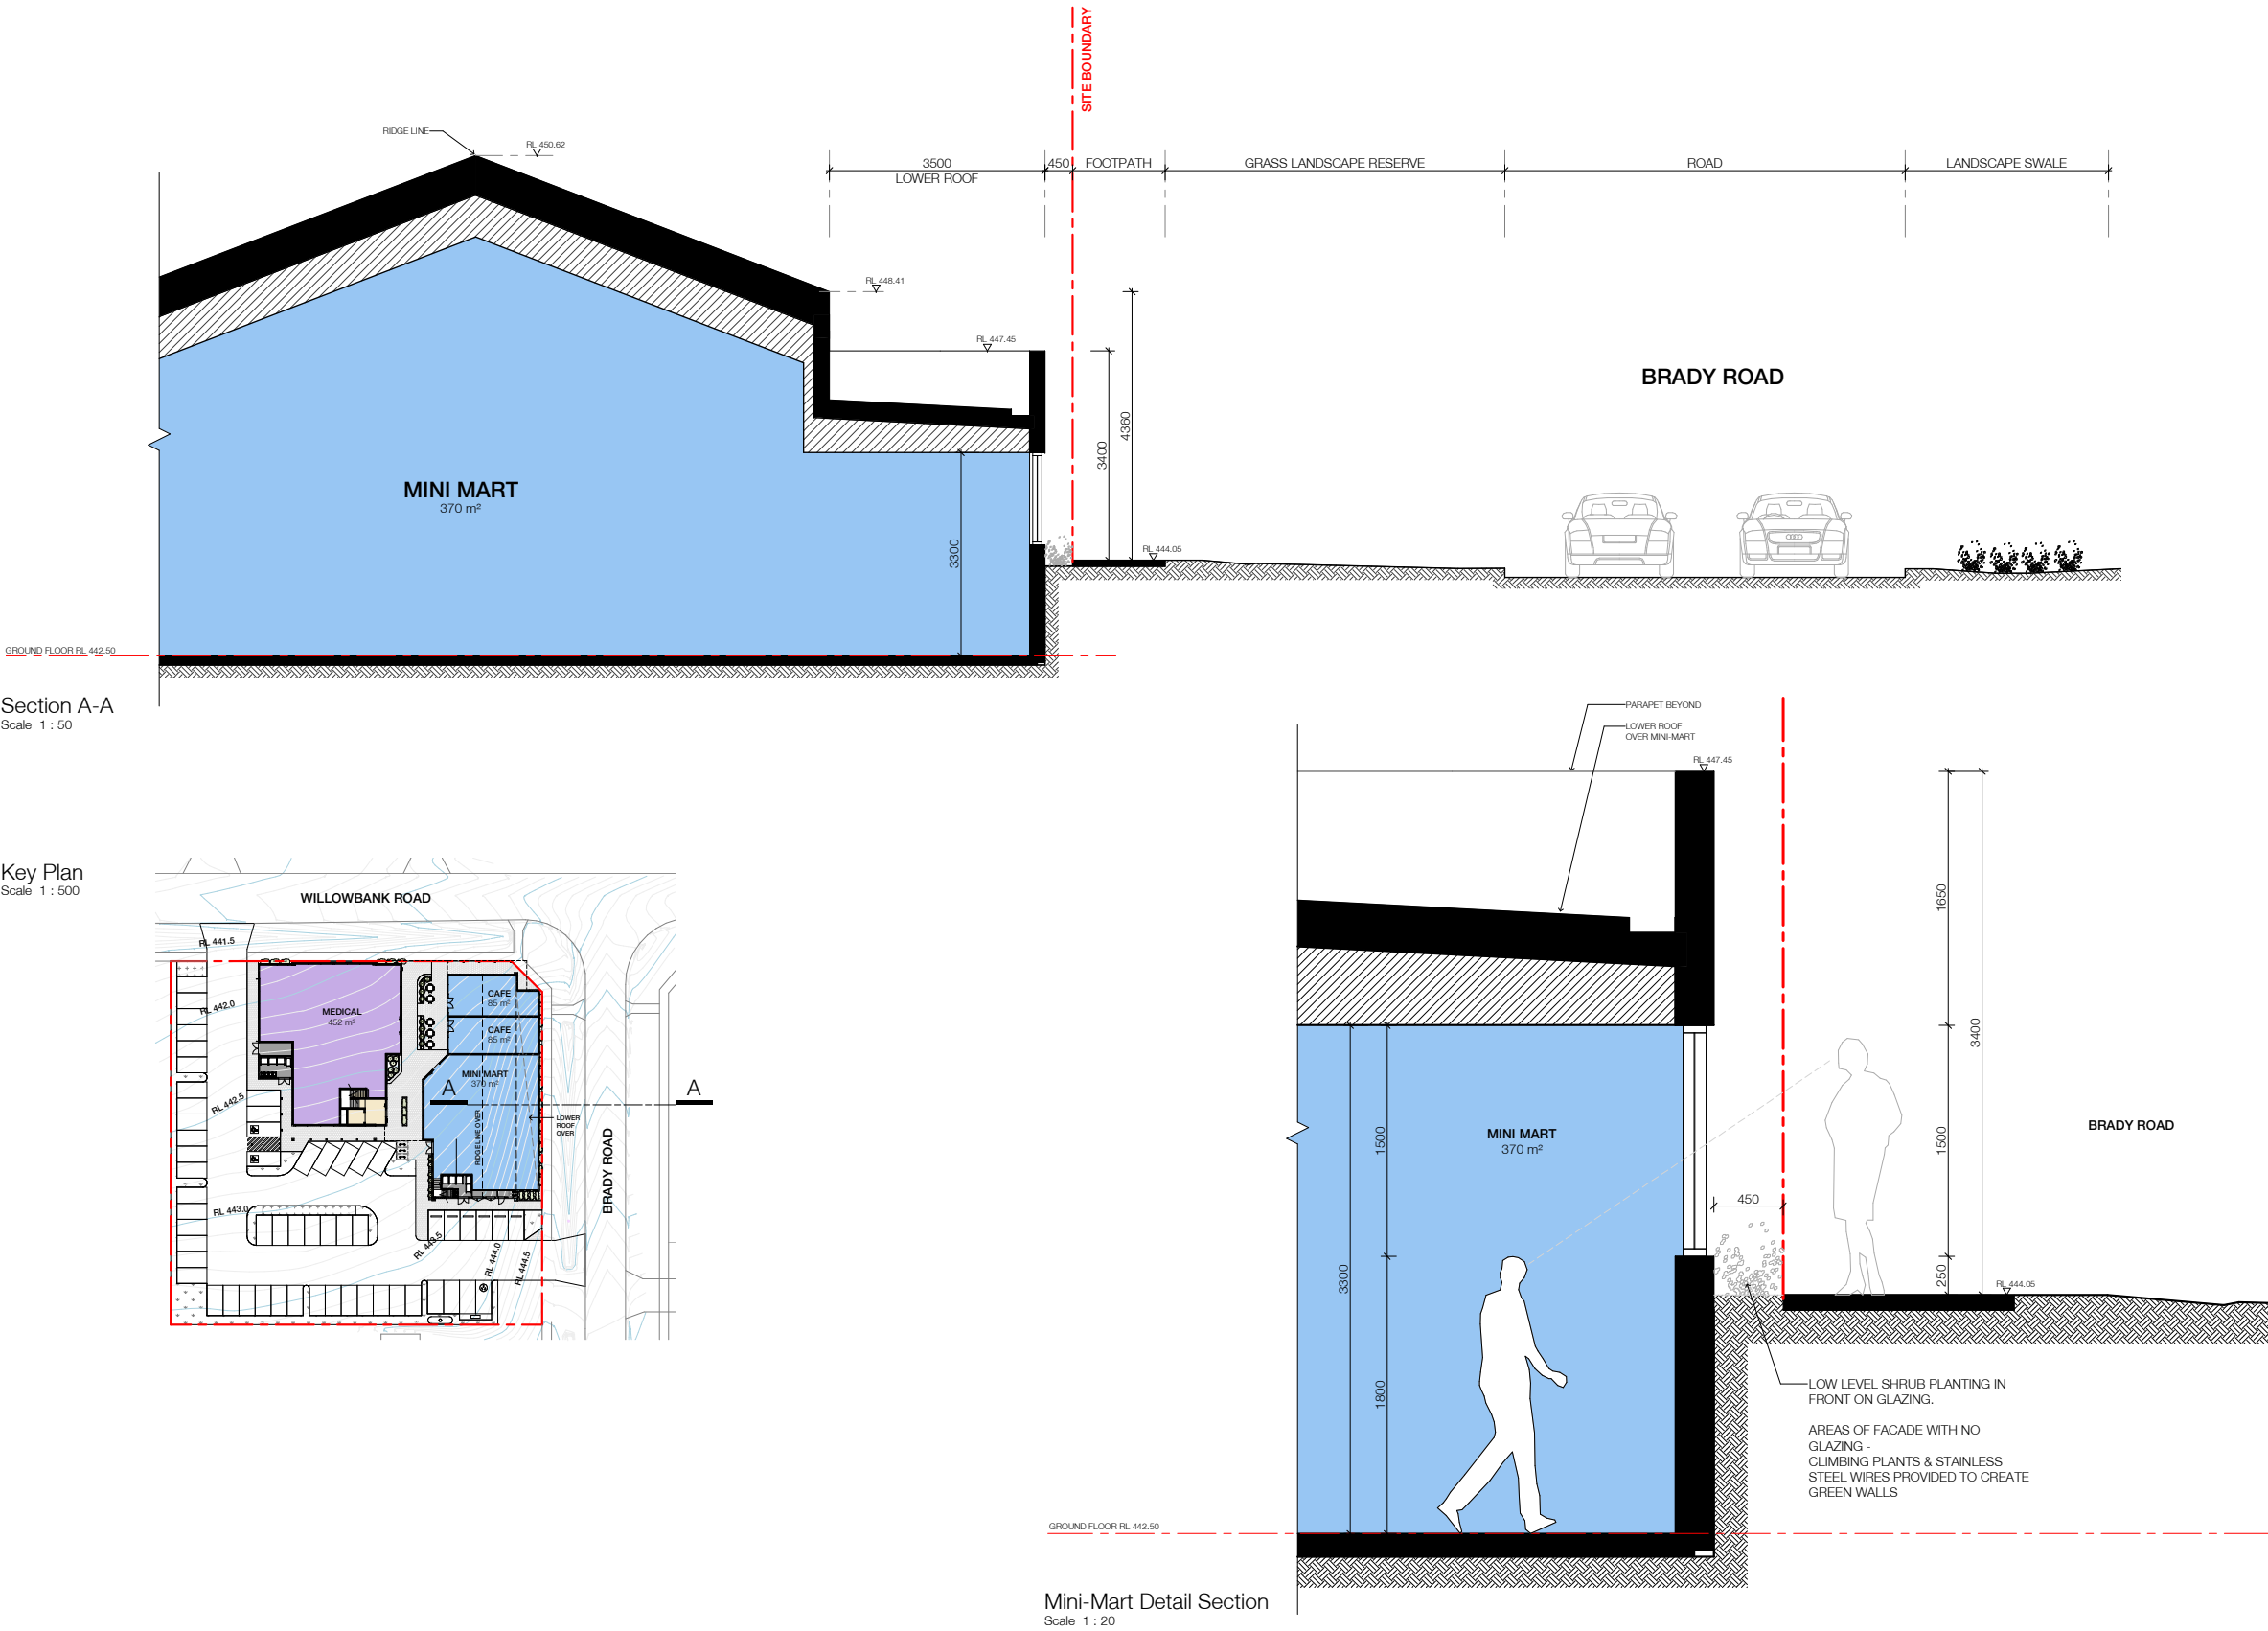 SITE BOUNDARY
RIDGE LINE
RL 450.62
3500
LOWER ROOF
450
FOOTPATH
GRASS LANDSCAPE RESERVE
ROAD
LANDSCAPE SWALE
RL 448.41
RL 447.45
BRADY ROAD
3400
4360
MINI MART
370 m²
3300
RL 444.05
GROUND FLOOR RL 442.50
Section A-A
Scale 1 : 50
PARAPET BEYOND
LOWER ROOF
OVER MINI-MART
RL 447.45
1650
1500
250
3400
MINI MART
370 m²
1500
1800
3300
450
BRADY ROAD
RL 444.05
LOW LEVEL SHRUB PLANTING IN
FRONT ON GLAZING.
AREAS OF FACADE WITH NO
GLAZING -
CLIMBING PLANTS & STAINLESS
STEEL WIRES PROVIDED TO CREATE
GREEN WALLS
GROUND FLOOR RL 442.50
Mini-Mart Detail Section
Scale 1 : 20
Key Plan
Scale 1 : 500
WILLOWBANK ROAD
RL 441.5
RL 442.0
RL 442.5
RL 443.0
RL 443.5
RL 444.0
RL 444.5
MEDICAL
452 m²
CAFE
85 m²
CAFE
85 m²
MINI MART
370 m²
A
A
RIDGE LINE OVER
LOWER
ROOF
OVER
BRADY ROAD